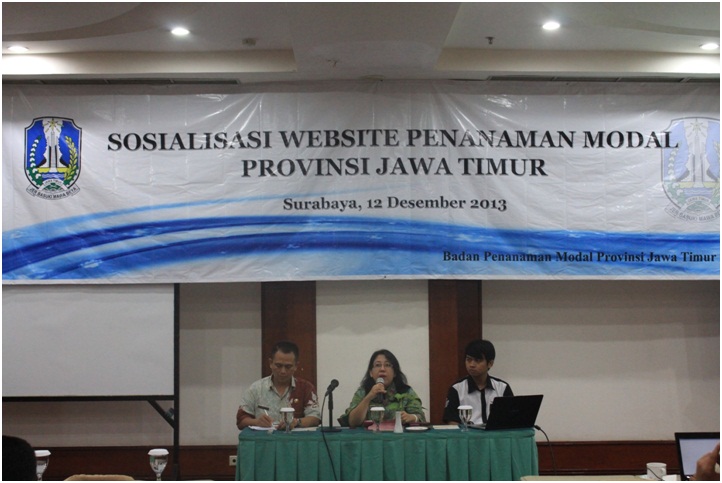 SOSIALISASI WEBSITE PENANAMAN MODAL
PROVINSI JAWA TIMUR
Surabaya, 12 Desember 2013
Badan Penanaman Modal Provinsi Jawa Timur